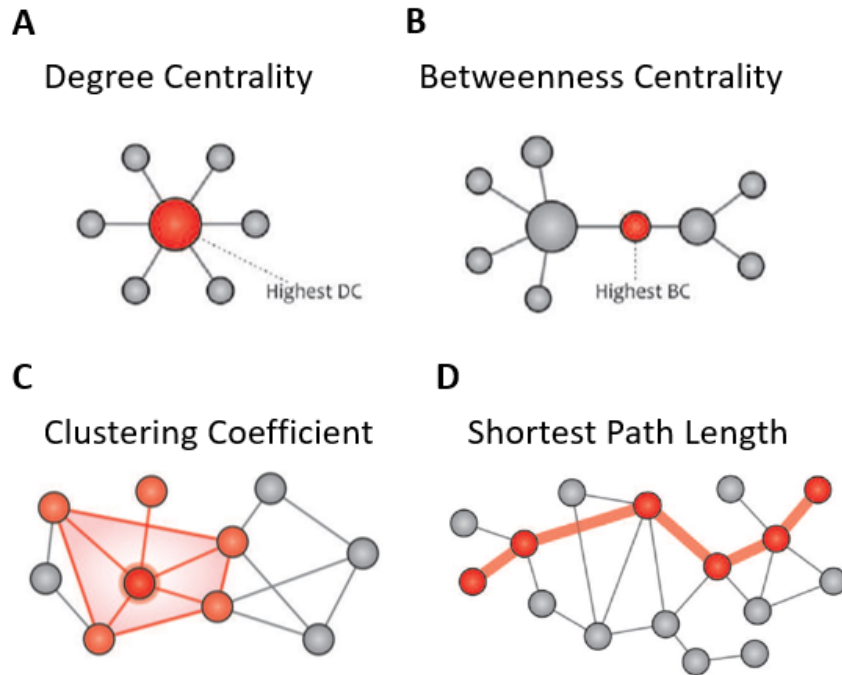 A
B
Degree Centrality
Betweenness Centrality
Highest DC
Highest BC
C
D
Clustering Coefficient
Shortest Path Length